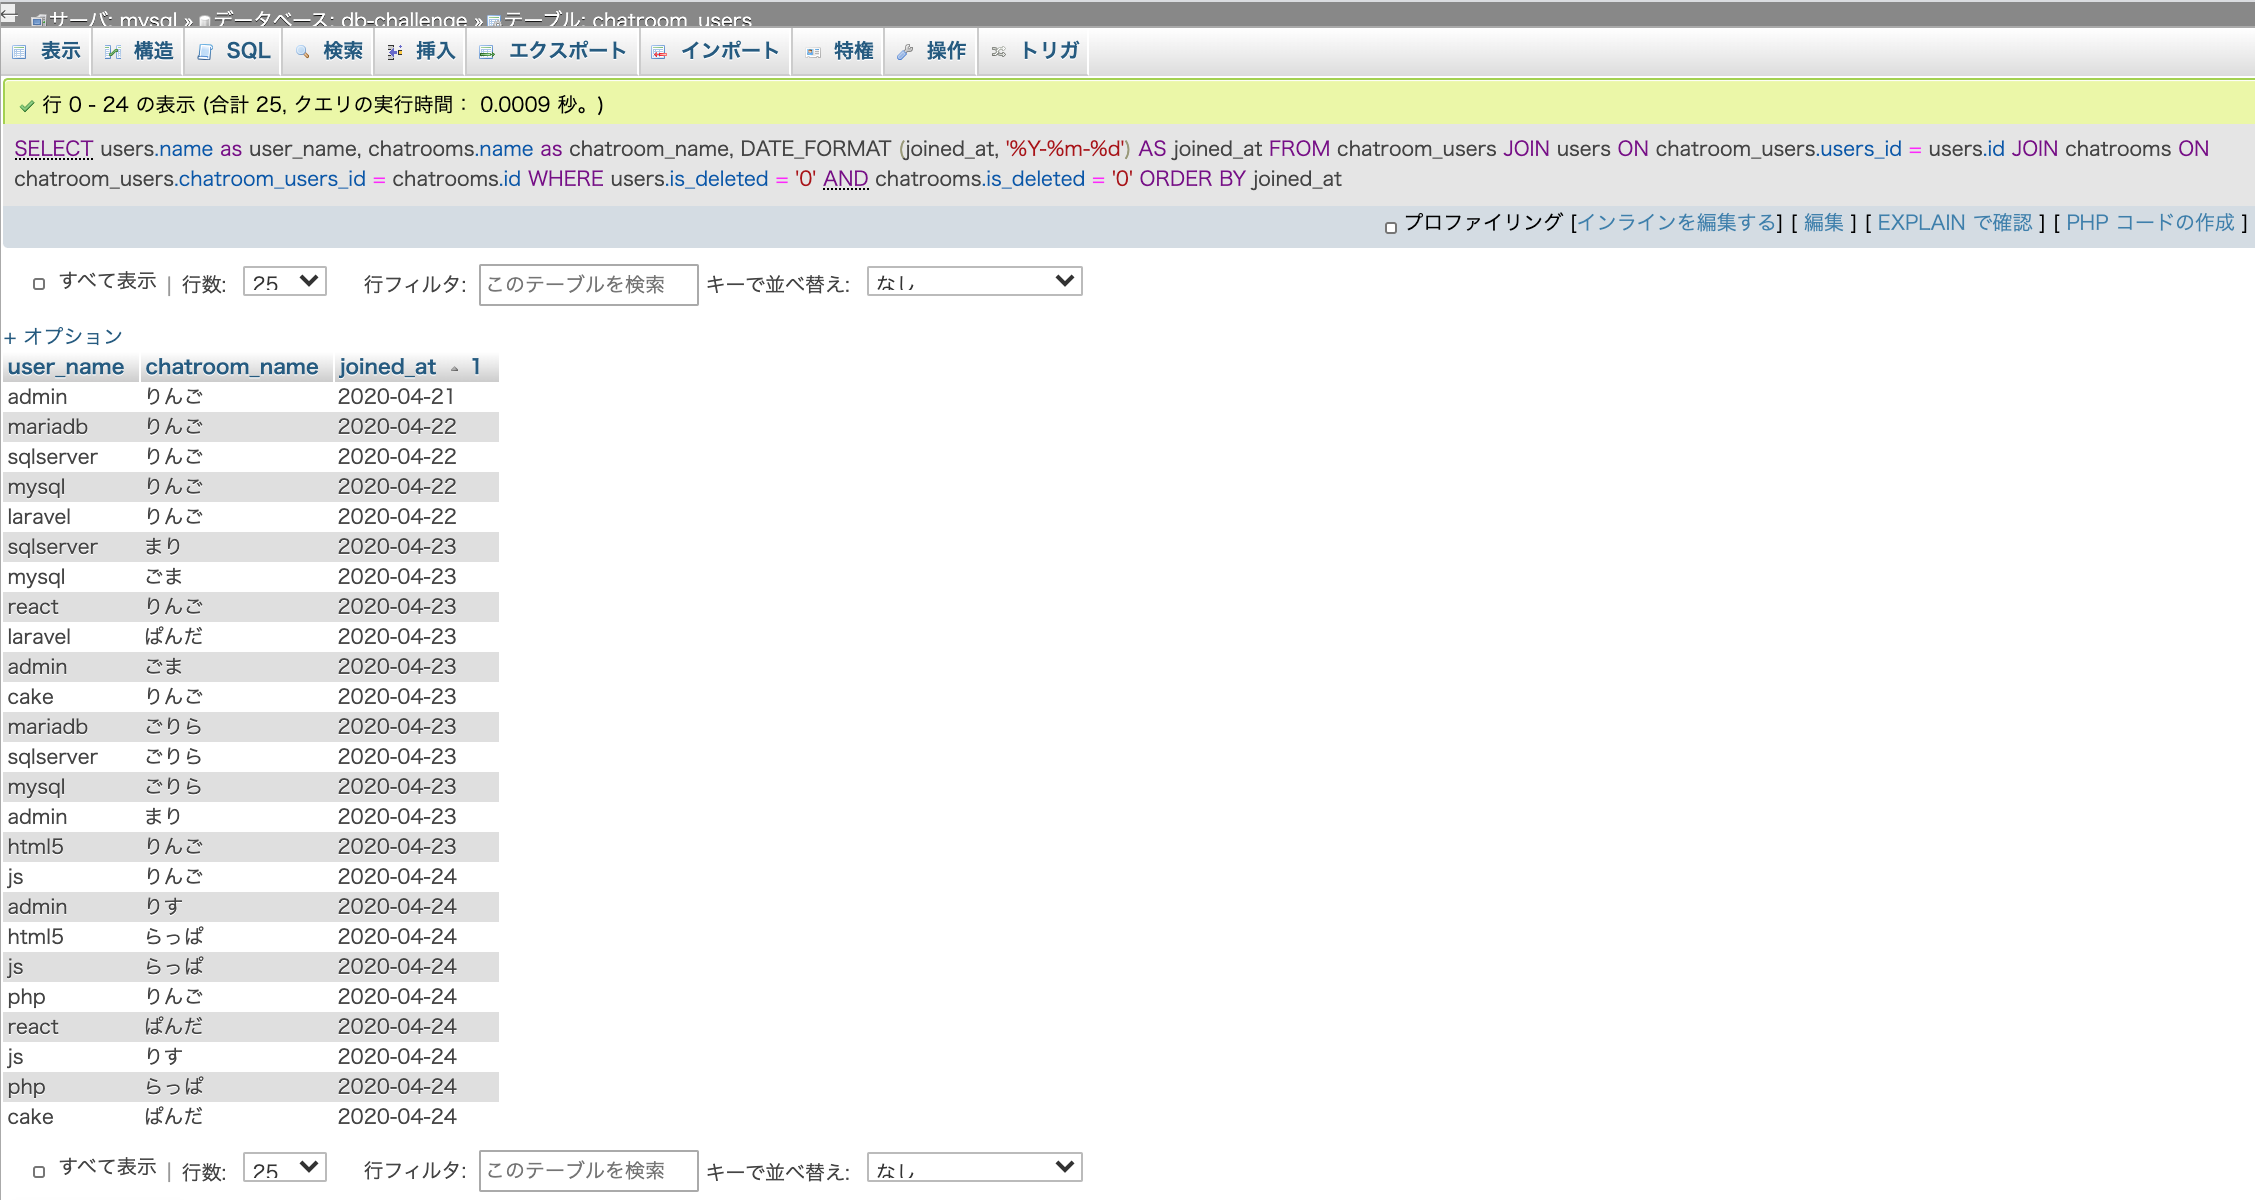 サーバ: mysql » データベース: db-challenge » テーブル: chatroom_users
表示 構造 SQL 検索 挿入 エクスポート インポート 特権 操作 トリガ
行 0 - 24 の表示 (合計 25, クエリの実行時間： 0.0009 秒。)
SELECT users.name as user_name, chatrooms.name as chatroom_name, DATE_FORMAT (joined_at, '%Y-%m-%d') AS joined_at FROM chatroom_users JOIN users ON chatroom_users.users_id = users.id JOIN chatrooms ON
chatroom_users.chatroom_users_id = chatrooms.id WHERE users.is_deleted = '0' AND chatrooms.is_deleted = '0' ORDER BY joined_at
プロファイリング [インラインを編集する] [ 編集 ] [ EXPLAIN で確認 ] [ PHP コードの作成 ]
すべて表示 | 行数: 25 行フィルタ: このテーブルを検索 キーで並べ替え: なし
+ オプション
user_name chatroom_name joined_at 1
admin りんご 2020-04-21
mariadb りんご 2020-04-22
sqlserver りんご 2020-04-22
mysql りんご 2020-04-22
laravel りんご 2020-04-22
sqlserver まり 2020-04-23
mysql ごま 2020-04-23
react りんご 2020-04-23
laravel ぱんだ 2020-04-23
admin ごま 2020-04-23
cake りんご 2020-04-23
mariadb ごりら 2020-04-23
sqlserver ごりら 2020-04-23
mysql ごりら 2020-04-23
admin まり 2020-04-23
html5 りんご 2020-04-23
js りんご 2020-04-24
admin りす 2020-04-24
html5 らっぱ 2020-04-24
js らっぱ 2020-04-24
php りんご 2020-04-24
react ぱんだ 2020-04-24
js りす 2020-04-24
php らっぱ 2020-04-24
cake ぱんだ 2020-04-24
すべて表示 | 行数: 25 行フィルタ: このテーブルを検索 キーで並べ替え: なし